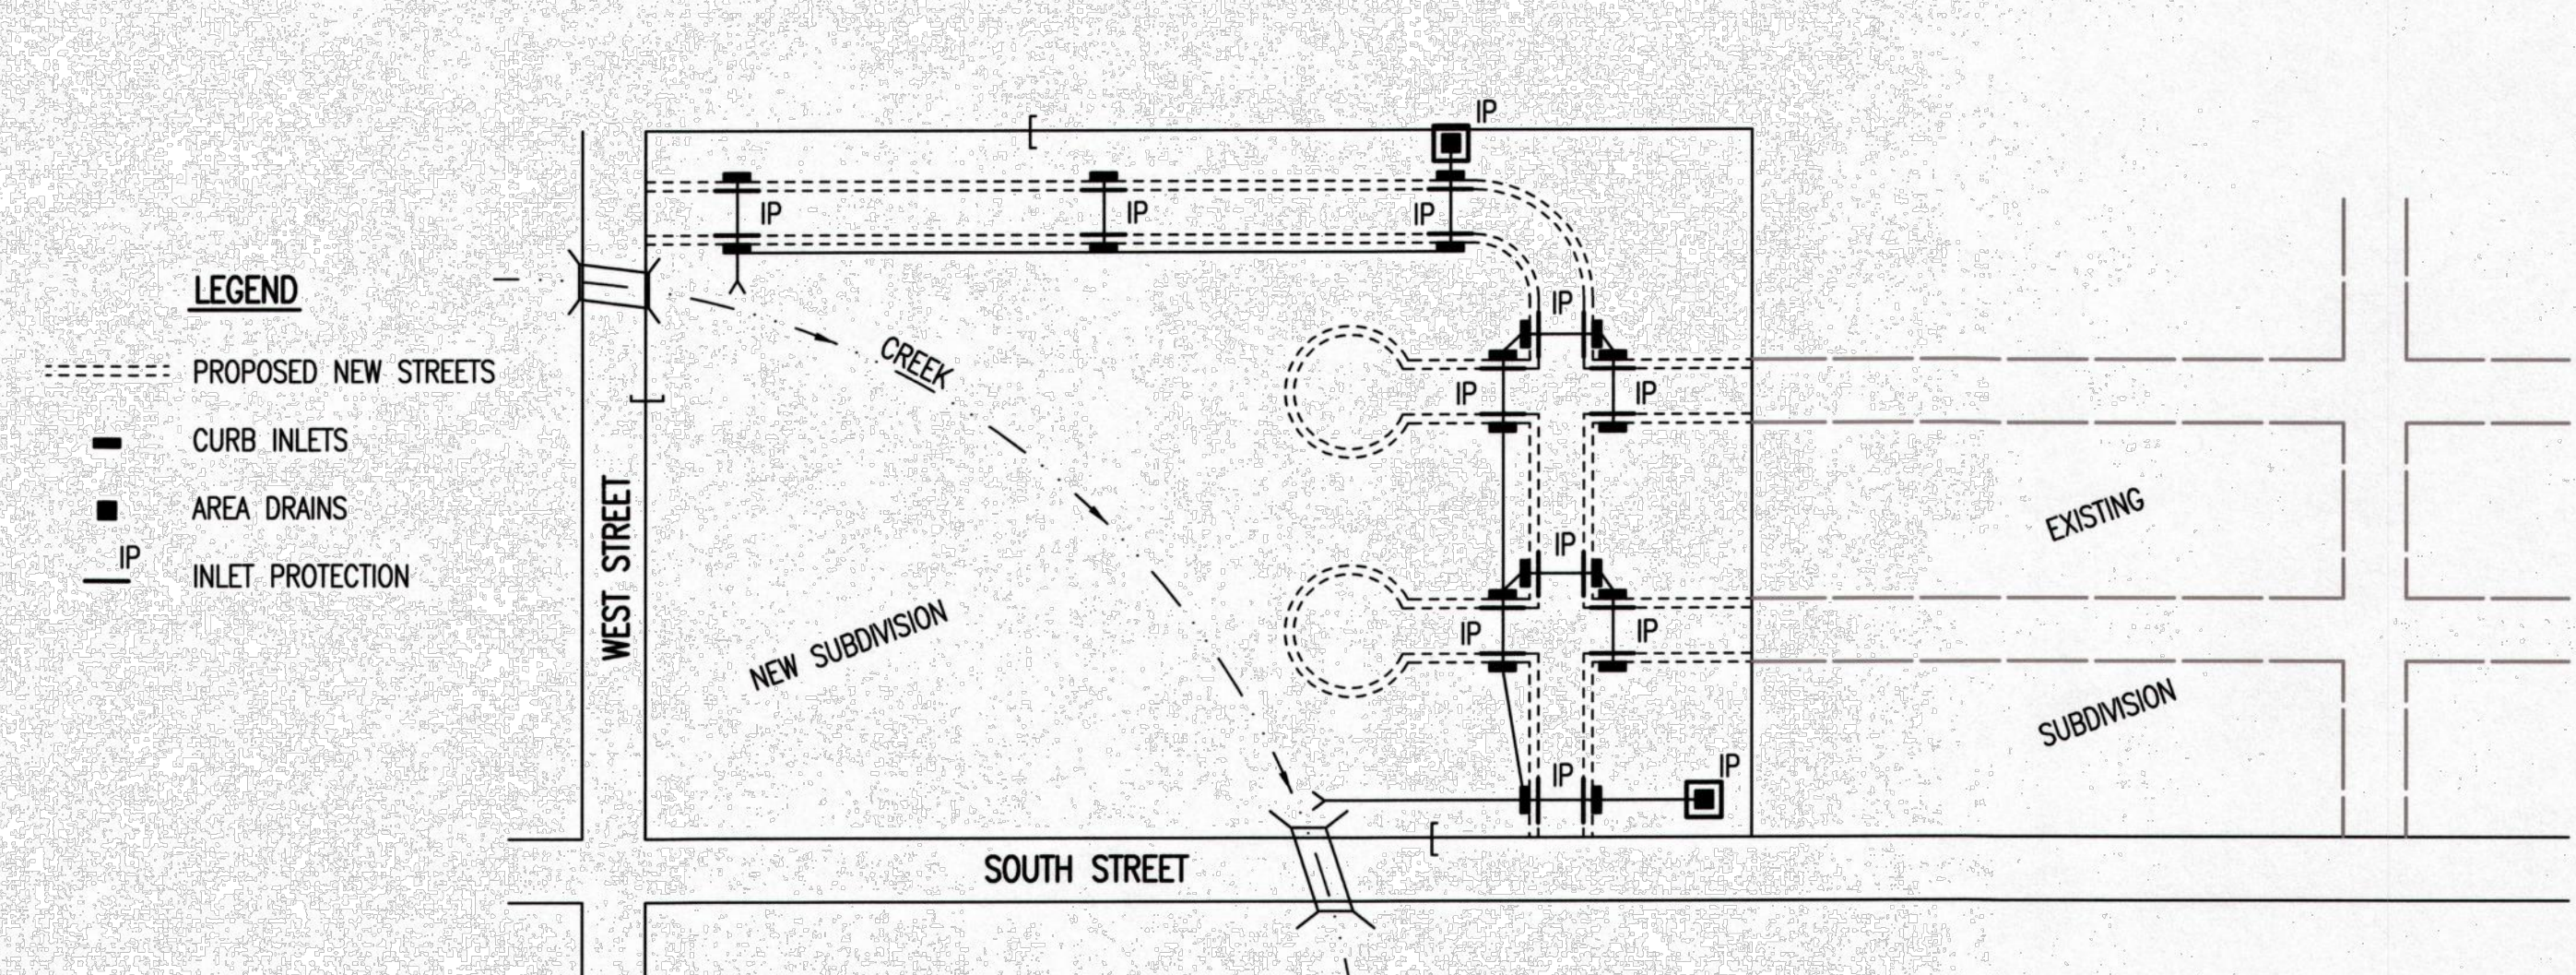 IP
IP
IP
IP
LEGEND
PROPOSED NEW STREETS
CURB INLETS
AREA DRAINS
IP
INLET PROTECTION
CREEK
WEST STREET
NEW SUBDIVISION
IP
IP
IP
IP
IP
IP
IP
IP
EXISTING
SUBDIVISION
SOUTH STREET